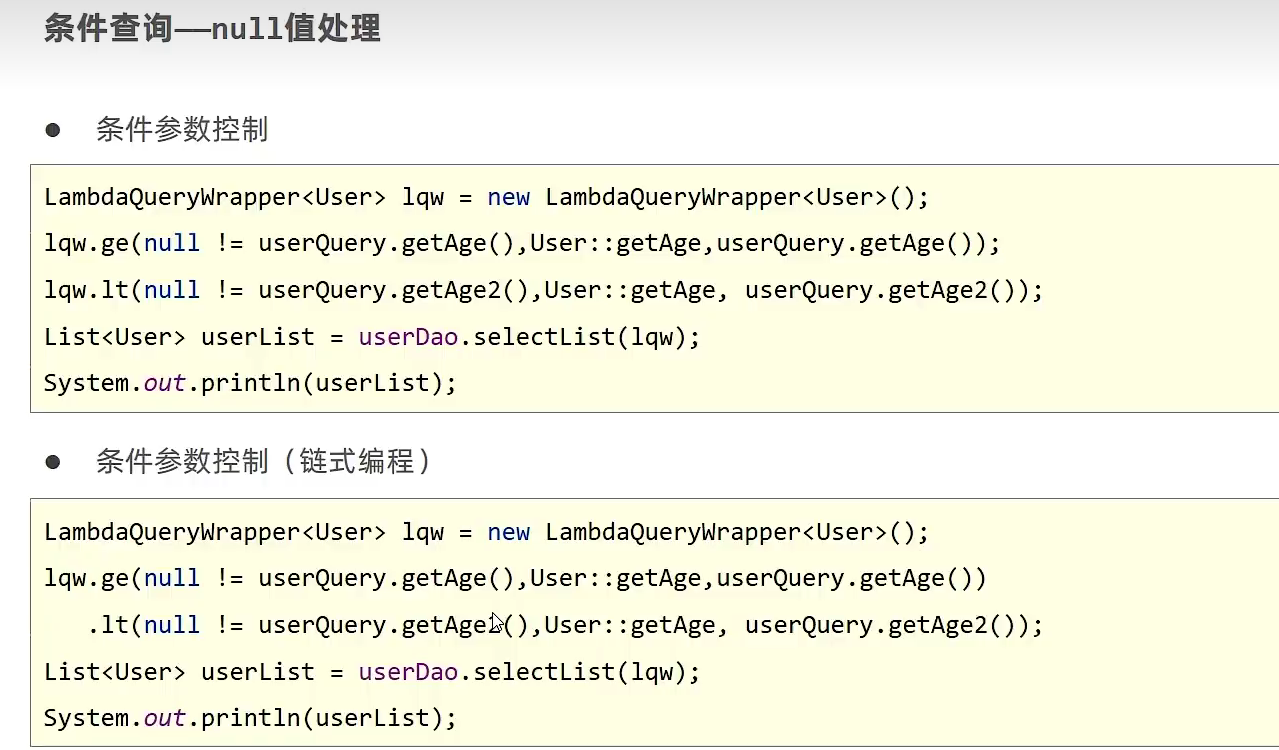 条件查询——null值处理
● 条件参数控制
LambdaQueryWrapper<User> lqw = new LambdaQueryWrapper<User>();
lqw.ge(null != userQuery.getAge(),User::getAge,userQuery.getAge());
lqw.lt(null != userQuery.getAge2(),User::getAge, userQuery.getAge2());
List<User> userList = userDao.selectList(lqw);
System.out.println(userList);
● 条件参数控制（链式编程）
LambdaQueryWrapper<User> lqw = new LambdaQueryWrapper<User>();
lqw.ge(null != userQuery.getAge(),User::getAge,userQuery.getAge())
.lt(null != userQuery.getAge2(),User::getAge, userQuery.getAge2());
List<User> userList = userDao.selectList(lqw);
System.out.println(userList);